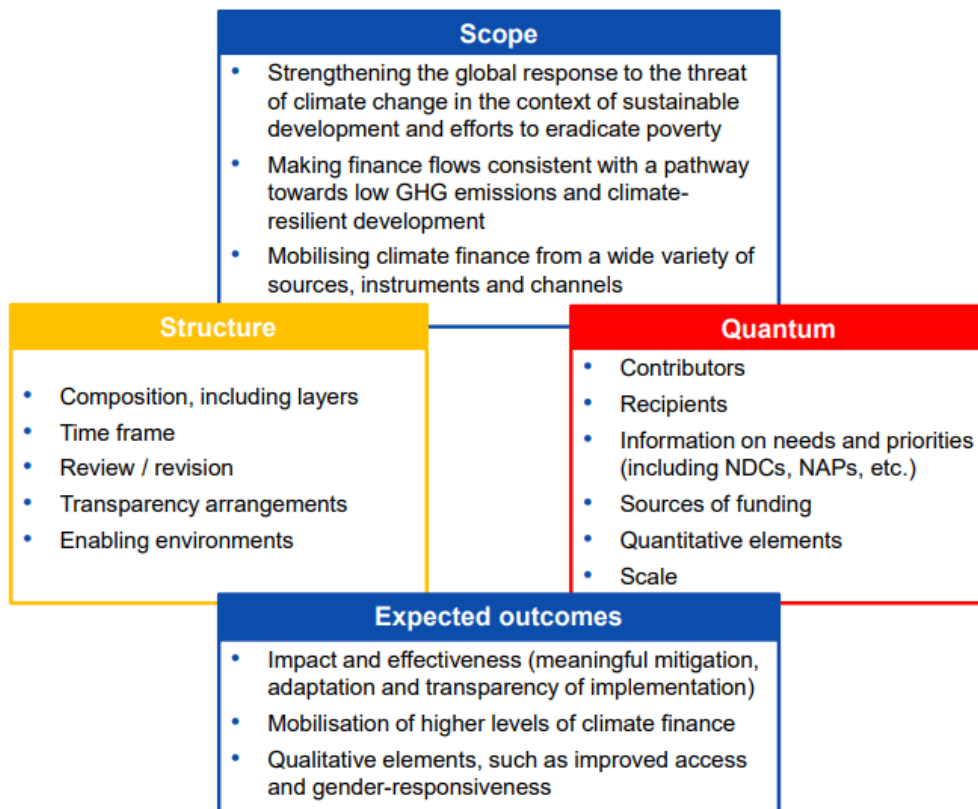 Scope
• Strengthening the global response to the threat
of climate change in the context of sustainable
development and efforts to eradicate poverty
• Making finance flows consistent with a pathway
towards low GHG emissions and climate-
resilient development
• Mobilising climate finance from a wide variety of
sources, instruments and channels
Structure
• Composition, including layers
• Time frame
• Review / revision
• Transparency arrangements
• Enabling environments
Quantum
• Contributors
• Recipients
• Information on needs and priorities
(including NDCs, NAPs, etc.)
• Sources of funding
• Quantitative elements
• Scale
Expected outcomes
• Impact and effectiveness (meaningful mitigation,
adaptation and transparency of implementation)
• Mobilisation of higher levels of climate finance
• Qualitative elements, such as improved access
and gender-responsiveness